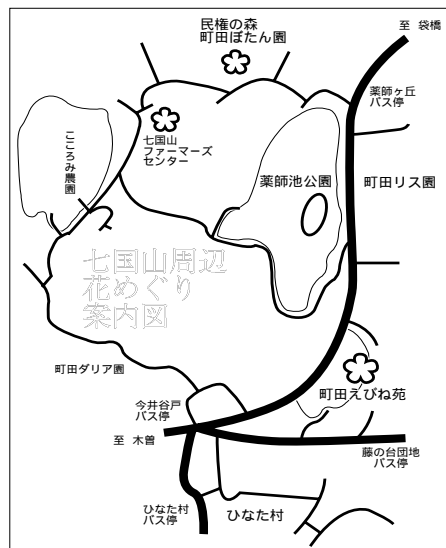 至 袋橋
民権の森
町田ぼたん園
薬師ヶ丘
バス停
七国山
ファーマーズ
センター
こころみ農園
薬師池公園
町田リス園
七国山周辺
花めぐり
案内図
町田ダリア園
町田えびね苑
今井谷戸
バス停
至 木曽
藤の台団地
バス停
ひなた村
バス停
ひなた村